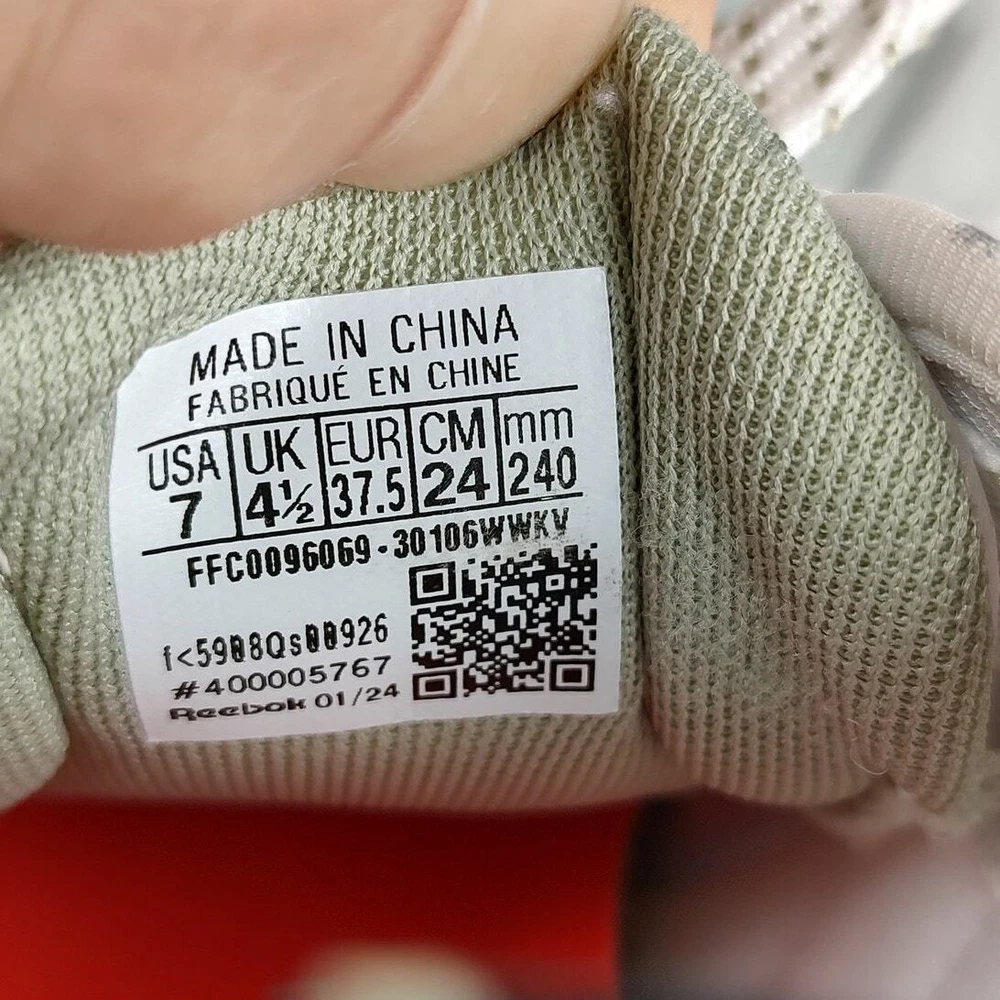 MADE IN CHINA
FABRIQUÉ EN CHINE
USA UK EUR CM mm
7 4½ 37.5 24 240
FFC0096069-30106WWKV
#400005767
Reebok 01/24